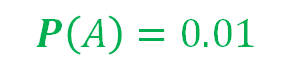 P(A) = 0.01